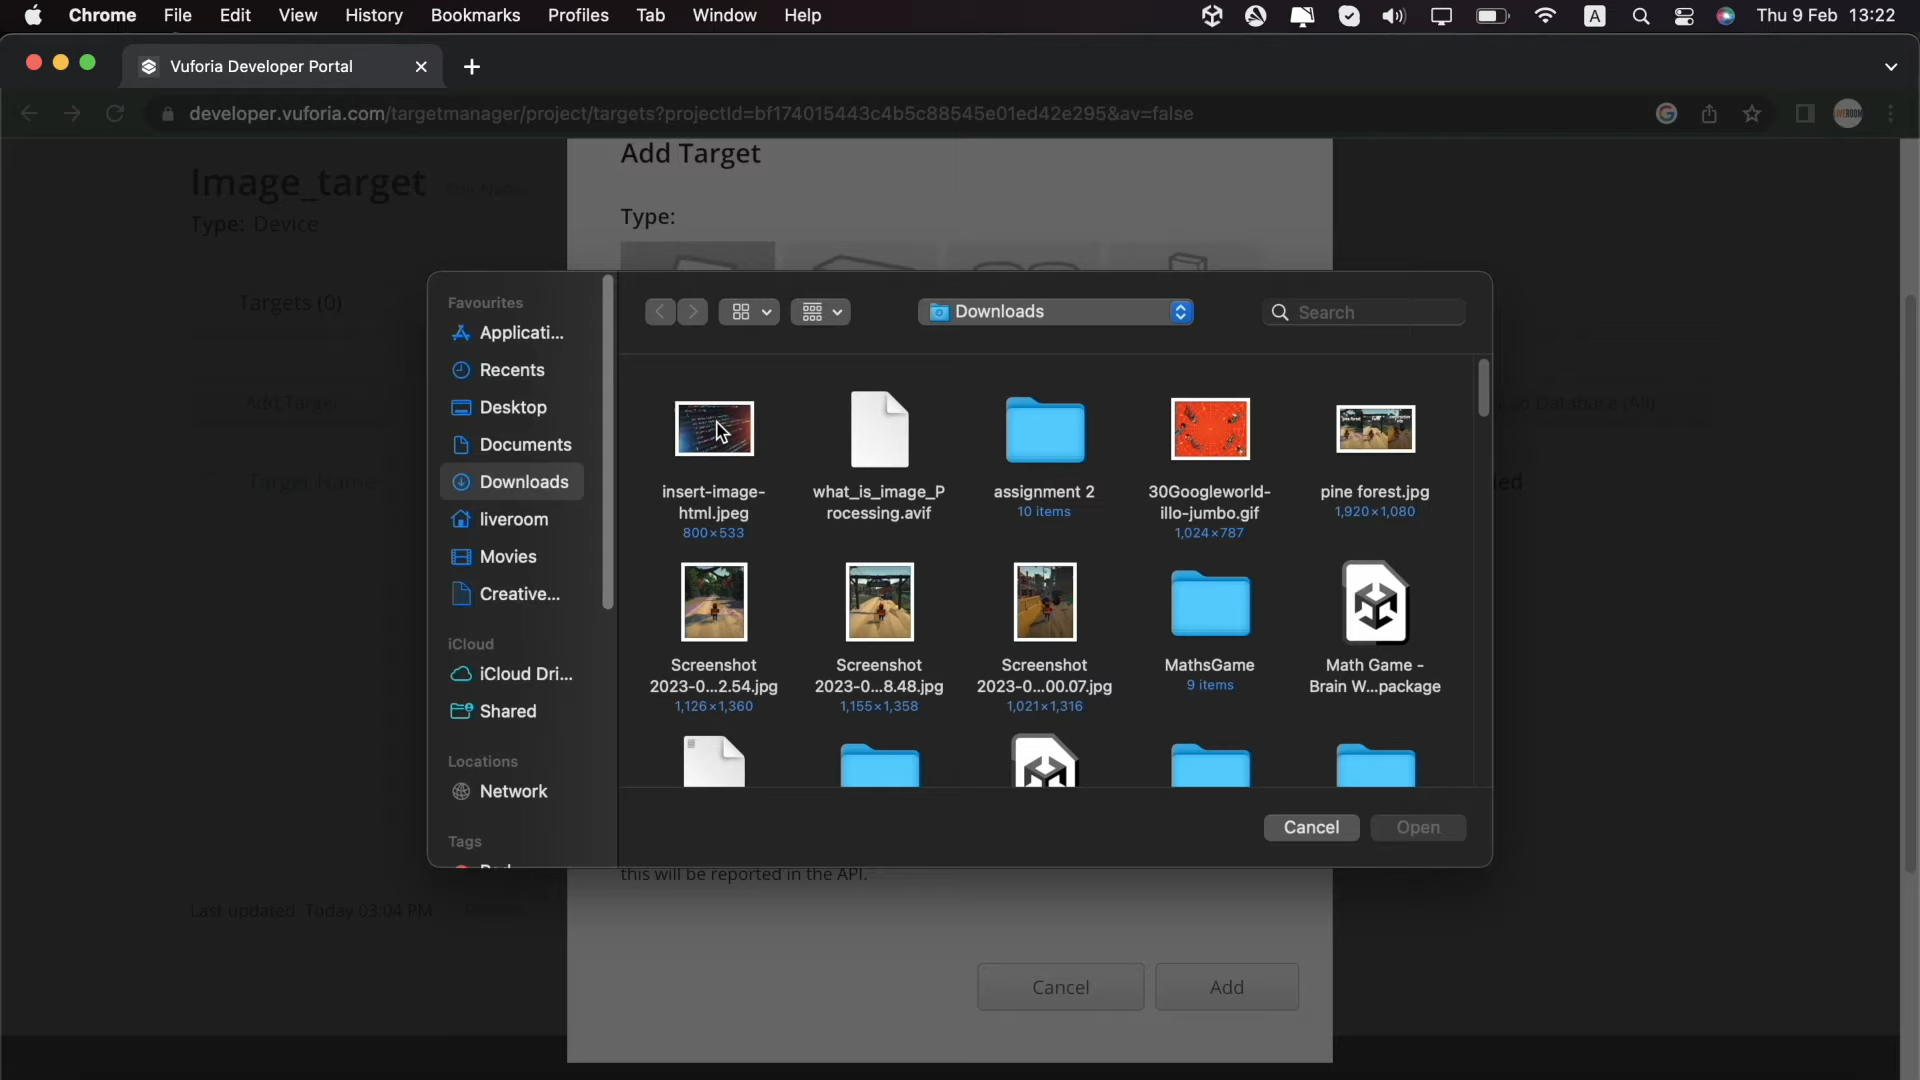 Chrome File Edit View History Bookmarks Profiles Tab Window Help A Thu 9 Feb 13:22
Vuforia Developer Portal
developer.vuforia.com/targetmanager/project/targets?projectId=bf174015443c4b5c88545e01ed42e295&av=false
LIVEROOM
Add Target
Image_target
Type: Device
Type:
Targets (0)
Add Target
Target Name
Last updated: Today 03:04 PM
Favourites
Applicati...
Recents
Desktop
Documents
Downloads
liveroom
Movies
Creative...
iCloud
iCloud Dri...
Shared
Locations
Network
Tags
Downloads
Search
insert-image-
html.jpeg
800×533
what_is_image_P
rocessing.avif
assignment 2
10 items
30Googleworld-
illo-jumbo.gif
1,024×787
pine forest.jpg
1,920×1,080
Screenshot
2023-0...2.54.jpg
1,126×1,360
Screenshot
2023-0...8.48.jpg
1,155×1,358
Screenshot
2023-0...00.07.jpg
1,021×1,316
MathsGame
9 items
Math Game -
Brain W...package
Cancel
Open
this will be reported in the API.
Cancel
Add